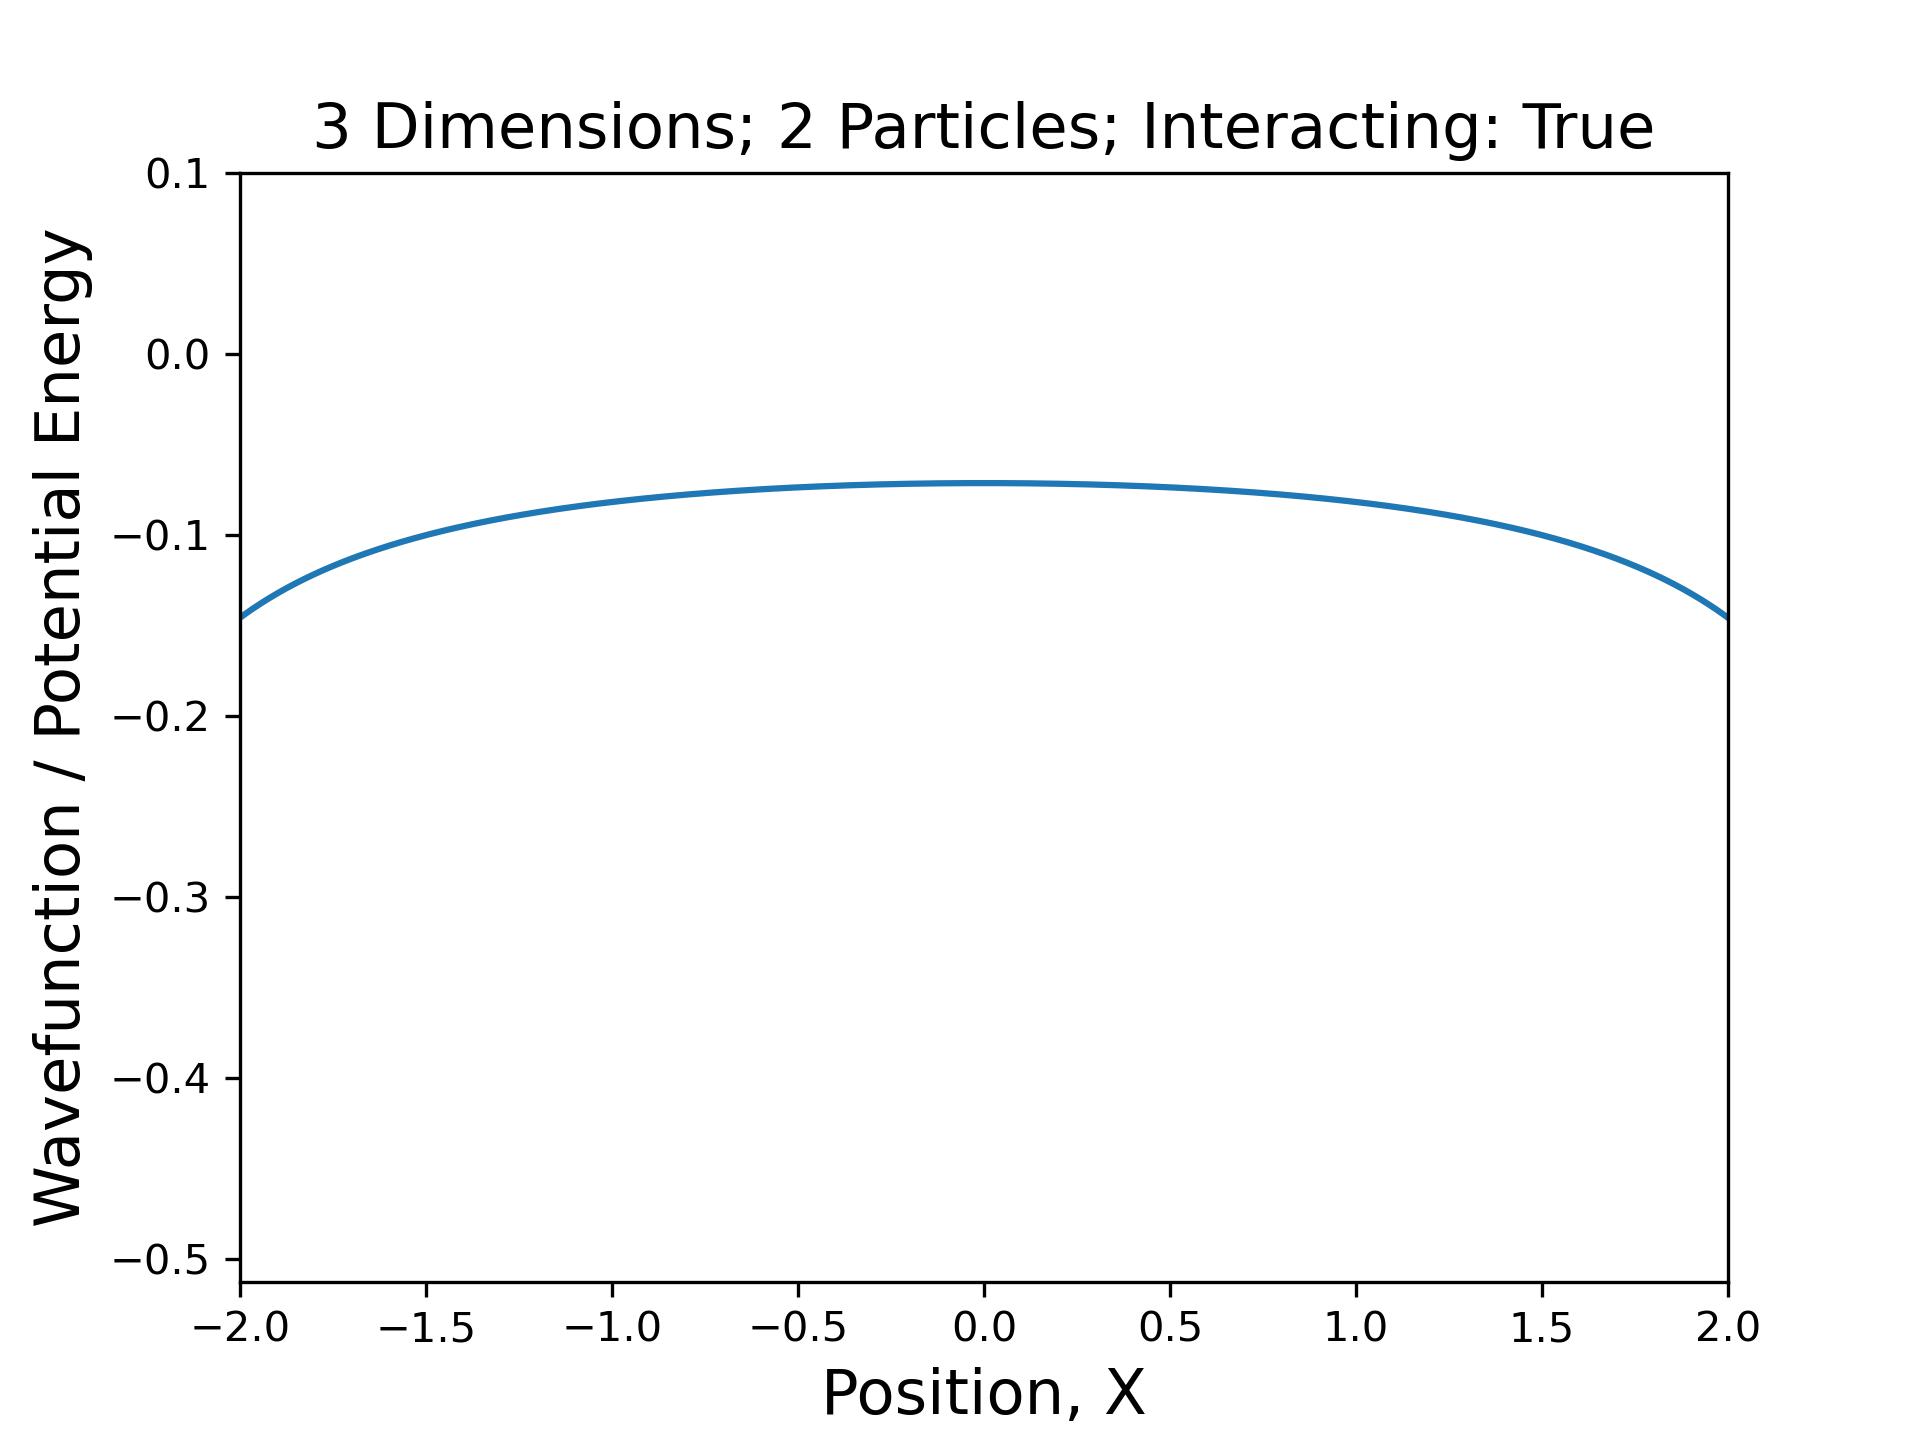 3 Dimensions; 2 Particles; Interacting: True
Wavefunction / Potential Energy
0.1
0.0
−0.1
−0.2
−0.3
−0.4
−0.5
−2.0 −1.5 −1.0 −0.5 0.0 0.5 1.0 1.5 2.0
Position, X